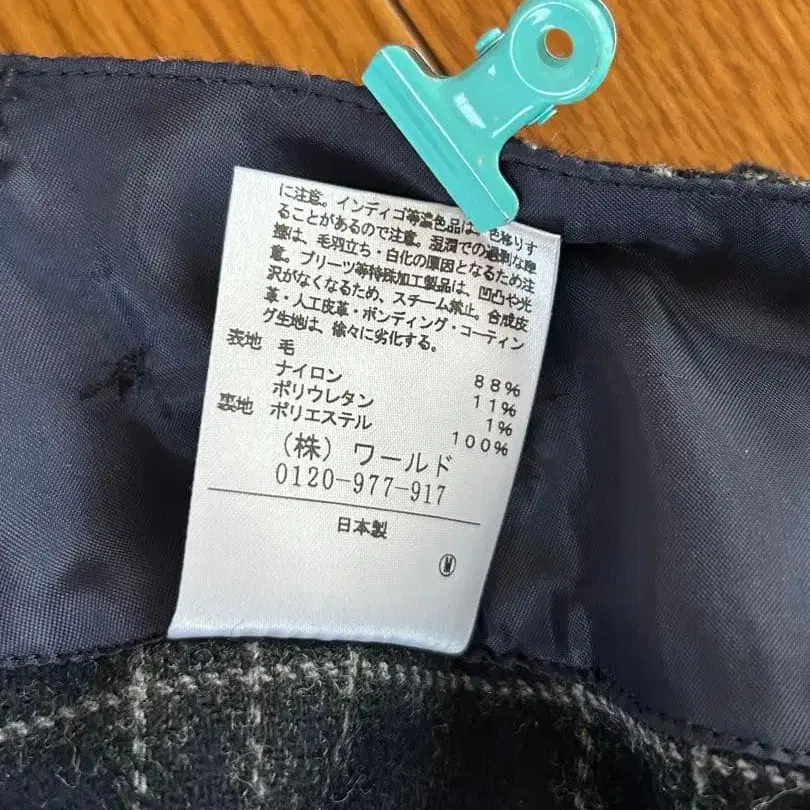 に注意。インディゴ等濃色品は、色移りす
ることがあるので注意。湿潤での過剰な摩
擦は、毛羽立ち・白化の原因となるため注
意。プリーツ等特殊加工製品は、凹凸や光
沢がなくなるため、スチーム禁止。合成皮
革・人工皮革・ボンディング・コーティン
グ生地は、徐々に劣化する。
表地 毛 88%
ナイロン 11%
ポリウレタン 1%
裏地 ポリエステル 100%
(株) ワールド
0120-977-917
日本製
Ⓜ